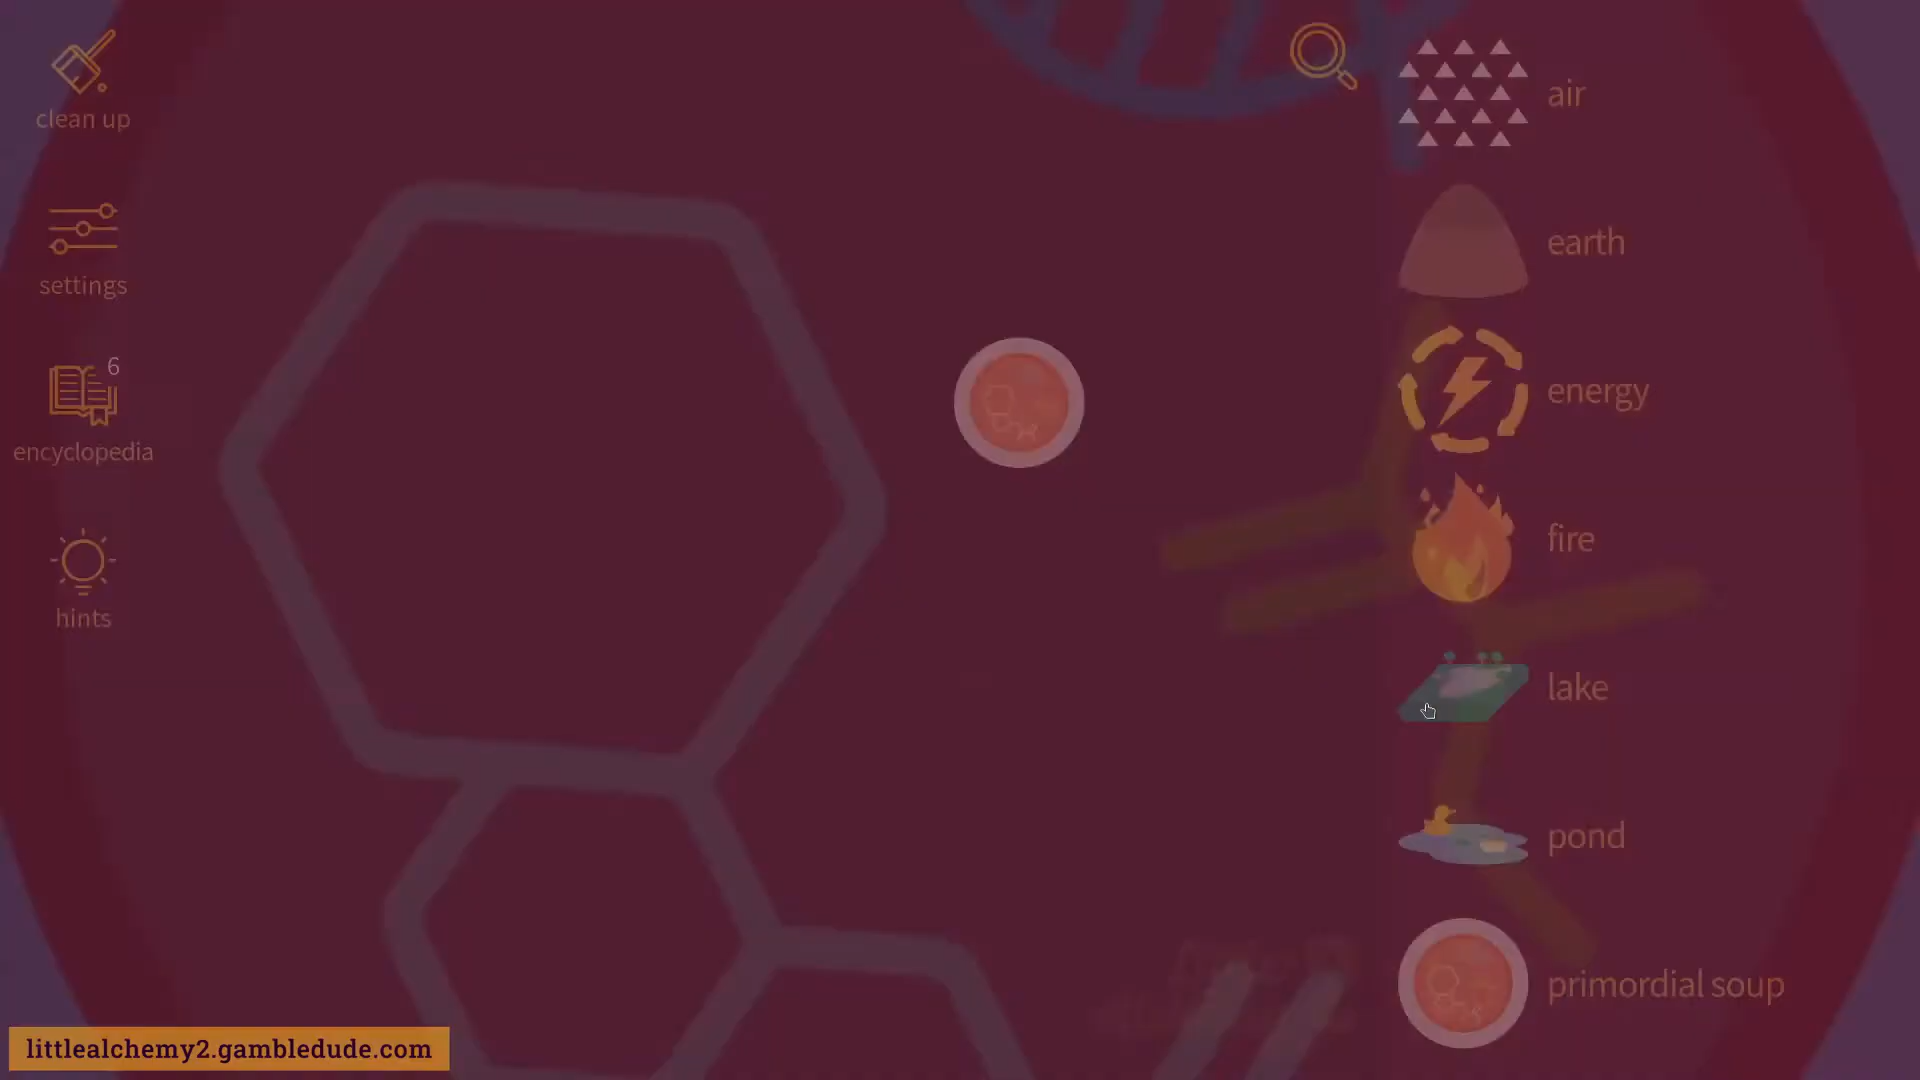 clean up
settings
6
encyclopedia
hints
air
earth
energy
fire
lake
pond
primordial soup
littlealchemy2.gambledude.com